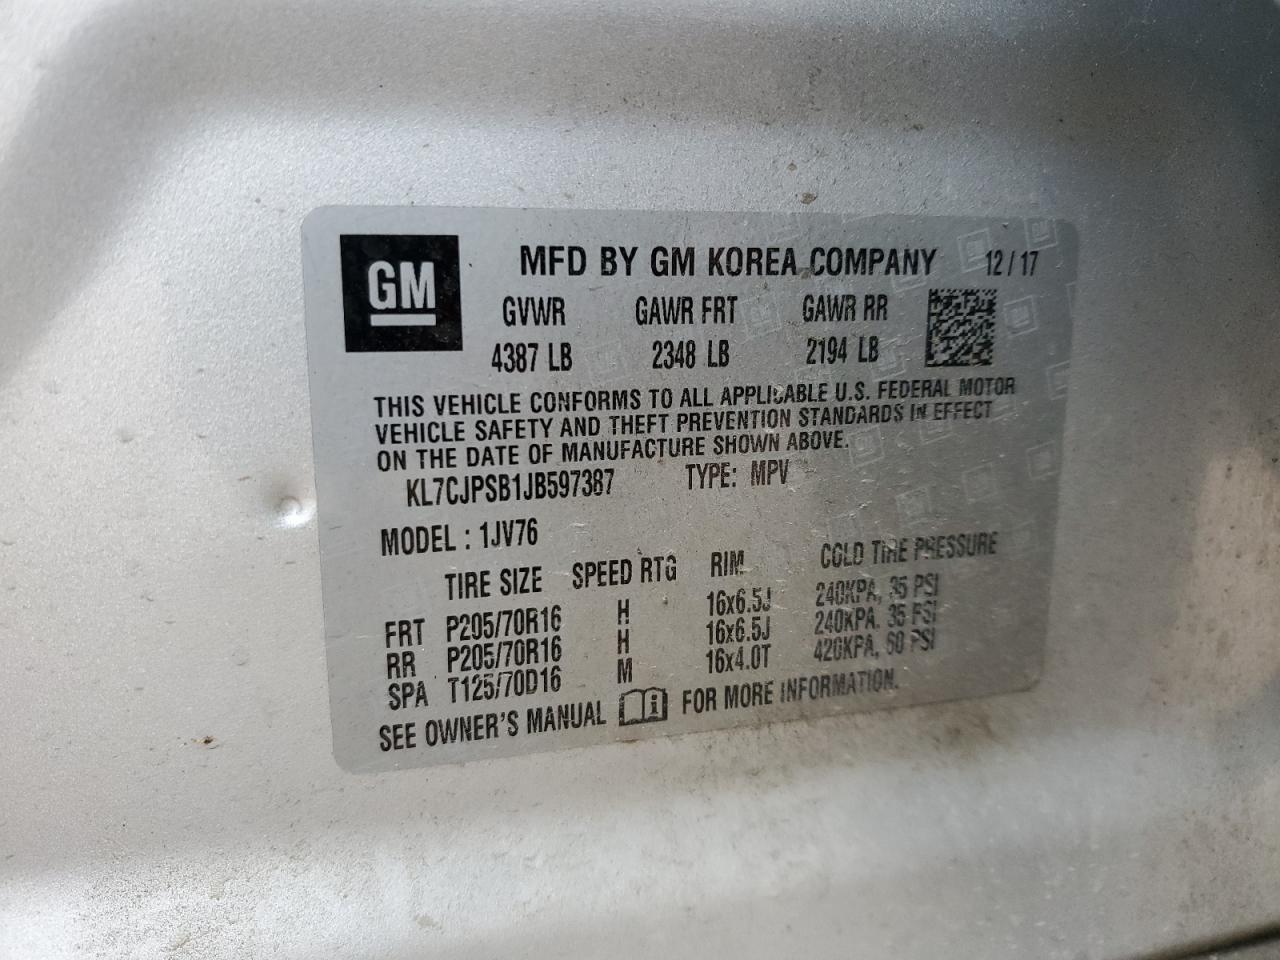 GM
MFD BY GM KOREA COMPANY 12/17
GVWR GAWR FRT GAWR RR
4387 LB 2348 LB 2194 LB
THIS VEHICLE CONFORMS TO ALL APPLICABLE U.S. FEDERAL MOTOR
VEHICLE SAFETY AND THEFT PREVENTION STANDARDS IN EFFECT
ON THE DATE OF MANUFACTURE SHOWN ABOVE.
KL7CJPSB1JB597387 TYPE: MPV
MODEL : 1JV76
TIRE SIZE SPEED RTG RIM COLD TIRE PRESSURE
FRT P205/70R16 H 16x6.5J 240KPA, 35 PSI
RR P205/70R16 H 16x6.5J 240KPA, 35 PSI
SPA T125/70D16 M 16x4.0T 420KPA, 60 PSI
SEE OWNER'S MANUAL FOR MORE INFORMATION.